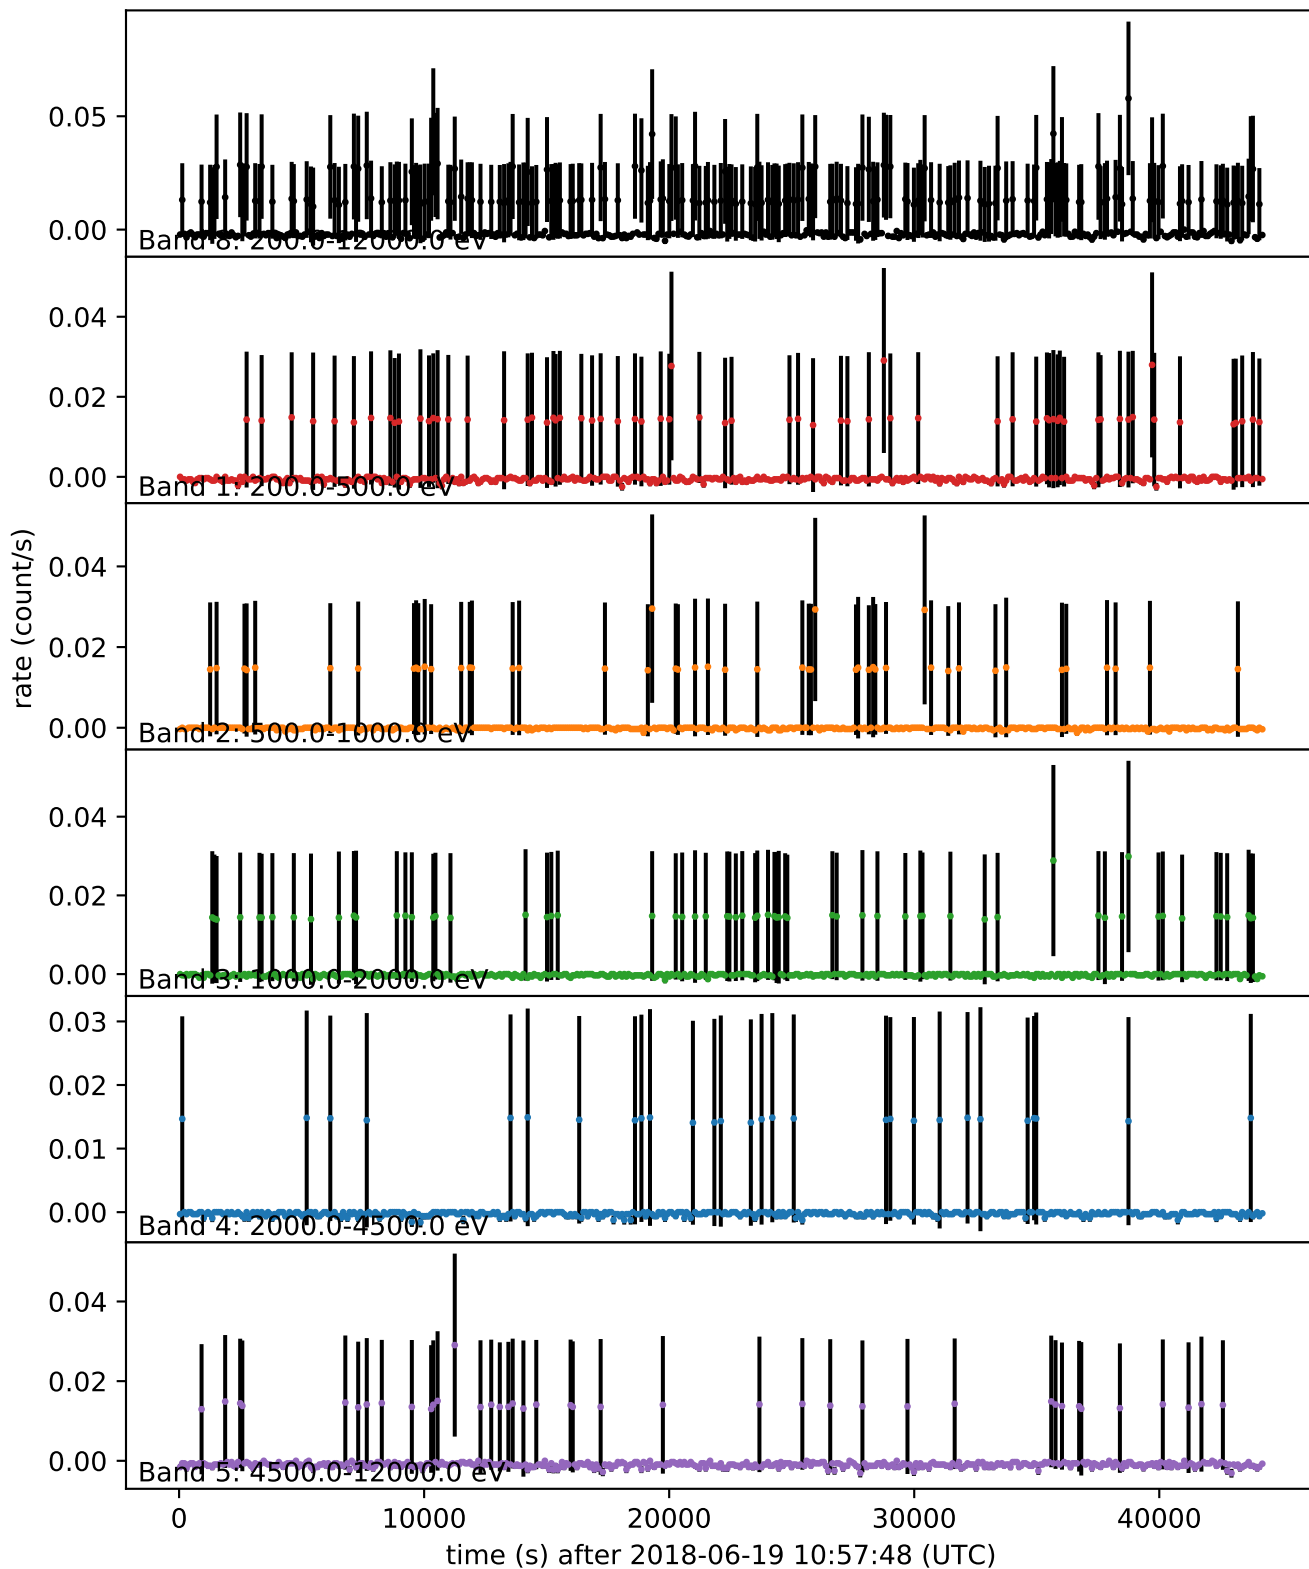 0.05
0.00
Band 8: 200.0-12000.0 eV
0.04
0.02
0.00
Band 1: 200.0-500.0 eV
rate (count/s)
0.04
0.02
0.00
Band 2: 500.0-1000.0 eV
0.04
0.02
0.00
Band 3: 1000.0-2000.0 eV
0.03
0.02
0.01
0.00
Band 4: 2000.0-4500.0 eV
0.04
0.02
0.00
Band 5: 4500.0-12000.0 eV
0 10000 20000 30000 40000
time (s) after 2018-06-19 10:57:48 (UTC)